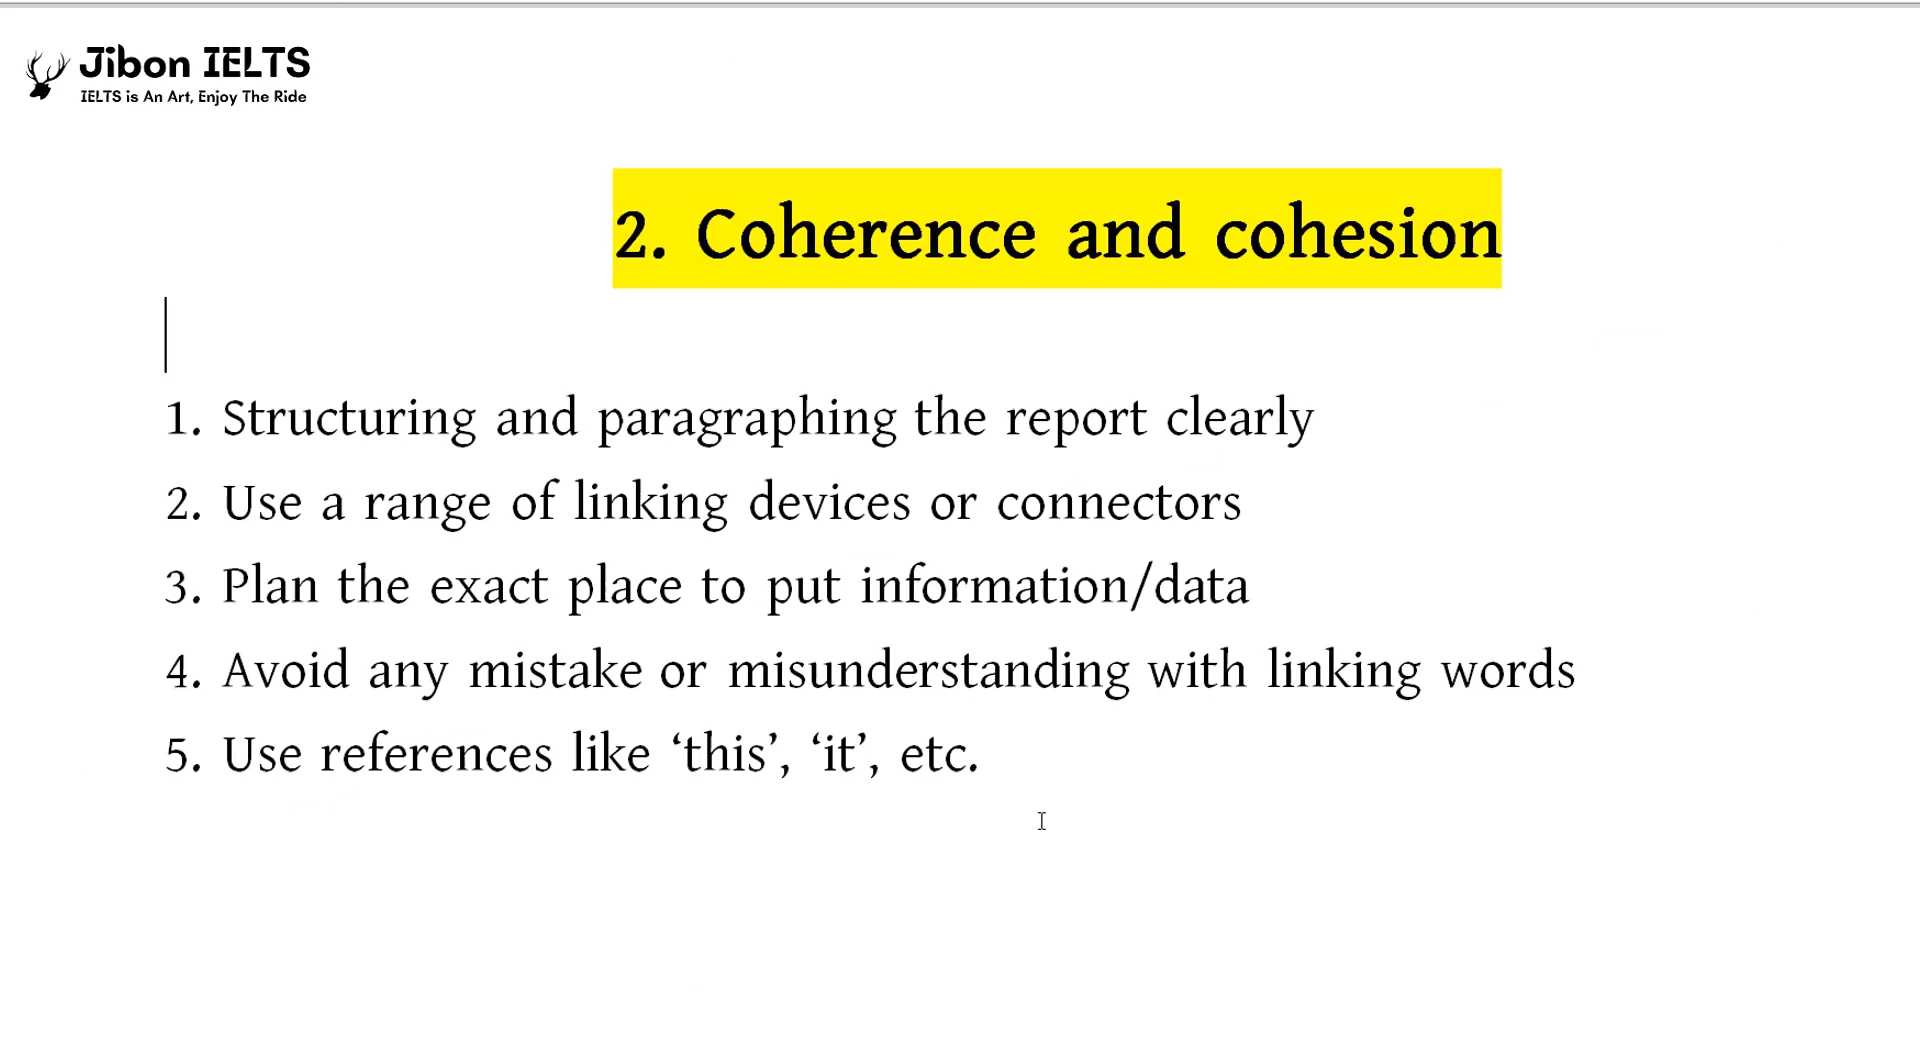 Jibon IELTS
IELTS is An Art, Enjoy The Ride
2. Coherence and cohesion
1. Structuring and paragraphing the report clearly
2. Use a range of linking devices or connectors
3. Plan the exact place to put information/data
4. Avoid any mistake or misunderstanding with linking words
5. Use references like ‘this’, ‘it’, etc.